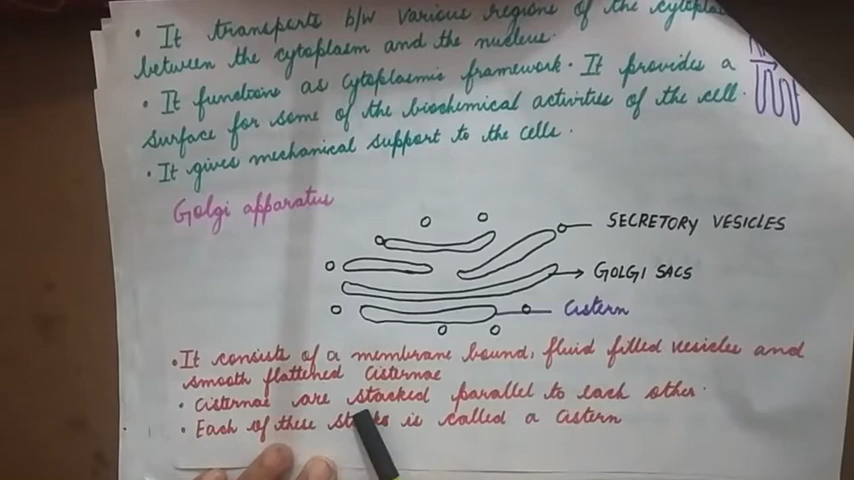 • It transports b/w various regions of the
between the cytoplasm and the nucleus.
• It functions as cytoplasmic framework. It provides a
surface for some of the biochemical activities of the cell.
• It gives mechanical support to the cells.
Golgi apparatus
SECRETORY VESICLES
GOLGI SACS
Cistern
• It consists of a membrane bound, fluid filled vesicles and
smooth flattened Cisternae
• Cisternae are stacked parallel to each other.
• Each of these is called a Cistern